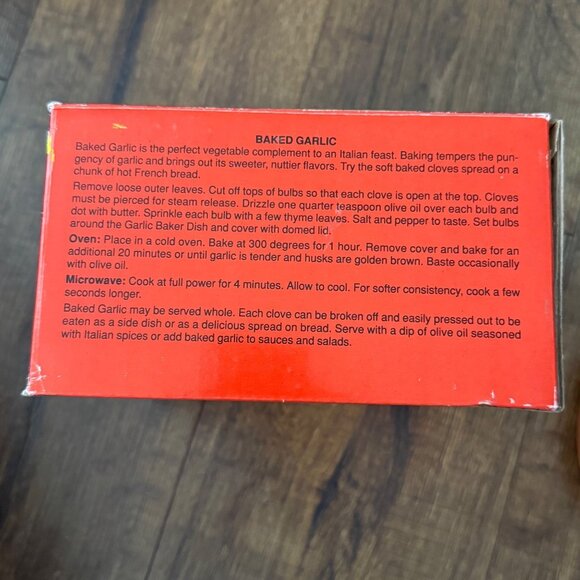 BAKED GARLIC
Baked Garlic is the perfect vegetable complement to an Italian feast. Baking tempers the pun-
gency of garlic and brings out its sweeter, nuttier flavors. Try the soft baked cloves spread on a
chunk of hot French bread.
Remove loose outer leaves. Cut off tops of bulbs so that each clove is open at the top. Cloves
must be pierced for steam release. Drizzle one quarter teaspoon olive oil over each bulb and
dot with butter. Sprinkle each bulb with a few thyme leaves. Salt and pepper to taste. Set bulbs
around the Garlic Baker Dish and cover with domed lid.
Oven: Place in a cold oven. Bake at 300 degrees for 1 hour. Remove cover and bake for an
additional 20 minutes or until garlic is tender and husks are golden brown. Baste occasionally
with olive oil.
Microwave: Cook at full power for 4 minutes. Allow to cool. For softer consistency, cook a few
seconds longer.
Baked Garlic may be served whole. Each clove can be broken off and easily pressed out to be
eaten as a side dish or as a delicious spread on bread. Serve with a dip of olive oil seasoned
with Italian spices or add baked garlic to sauces and salads.